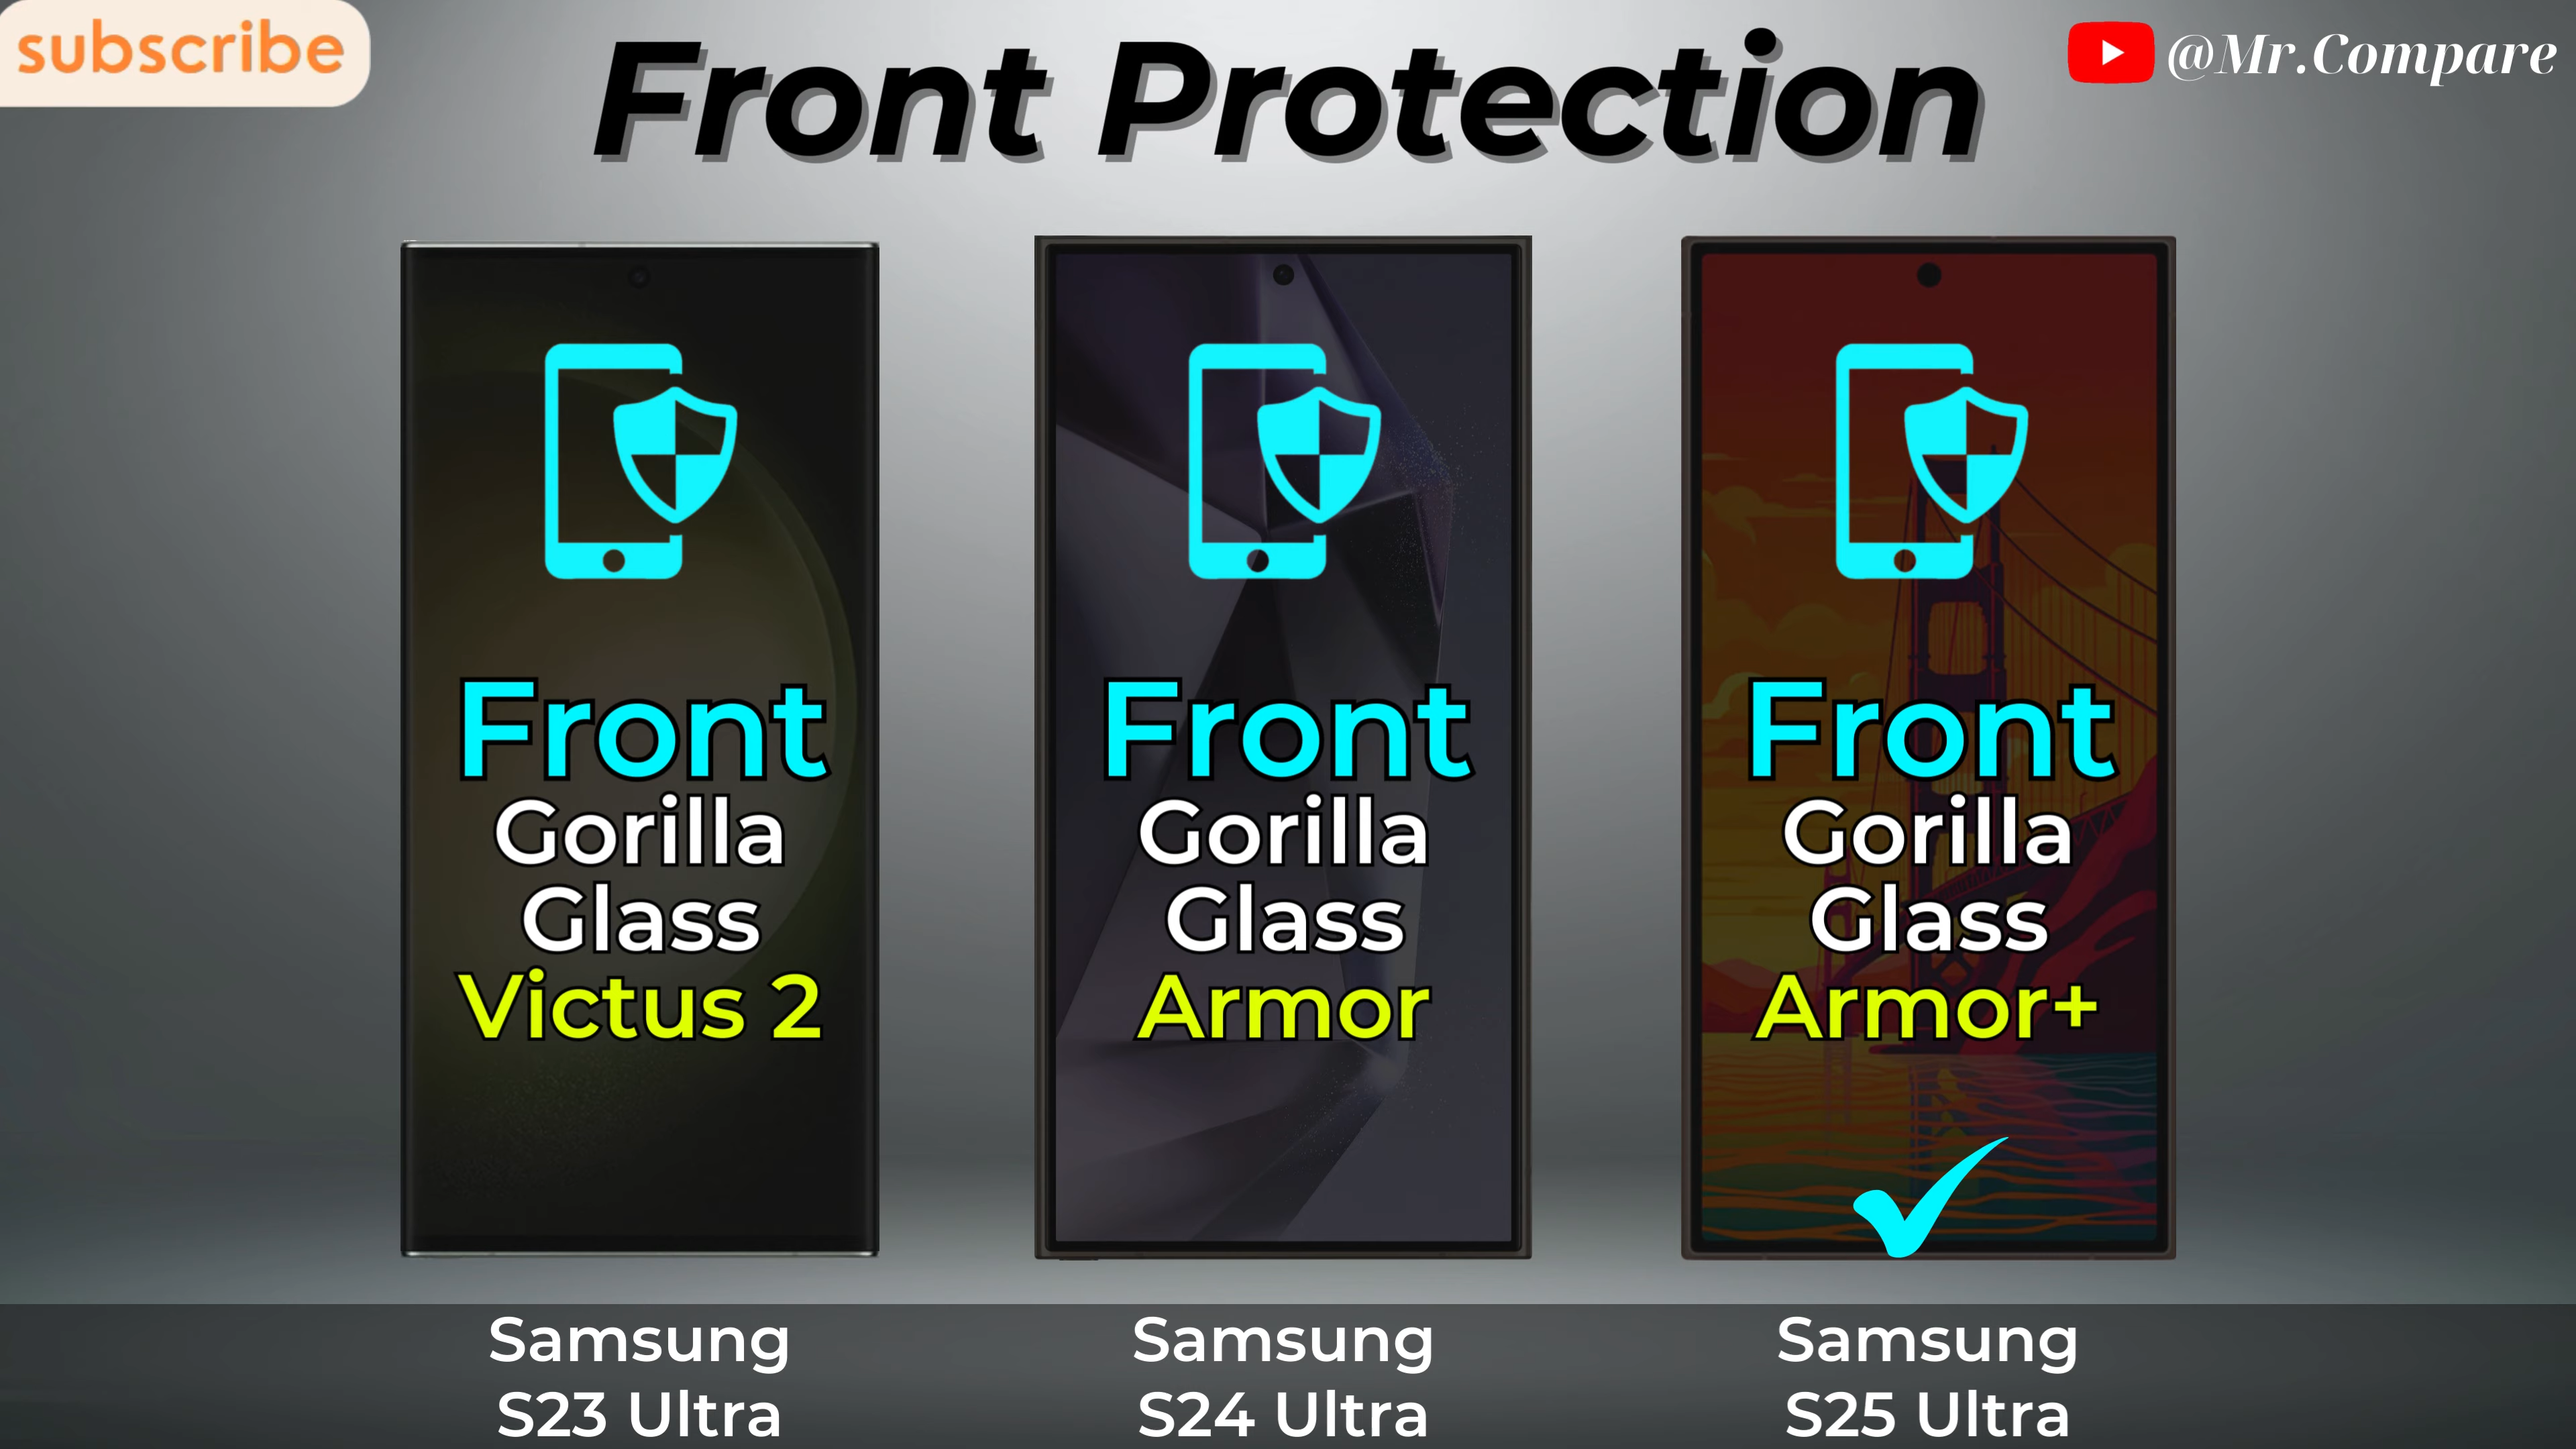 subscribe
Front Protection
@Mr.Compare
Front
Gorilla
Glass
Victus 2
Front
Gorilla
Glass
Armor
Front
Gorilla
Glass
Armor+
Samsung
S23 Ultra
Samsung
S24 Ultra
Samsung
S25 Ultra